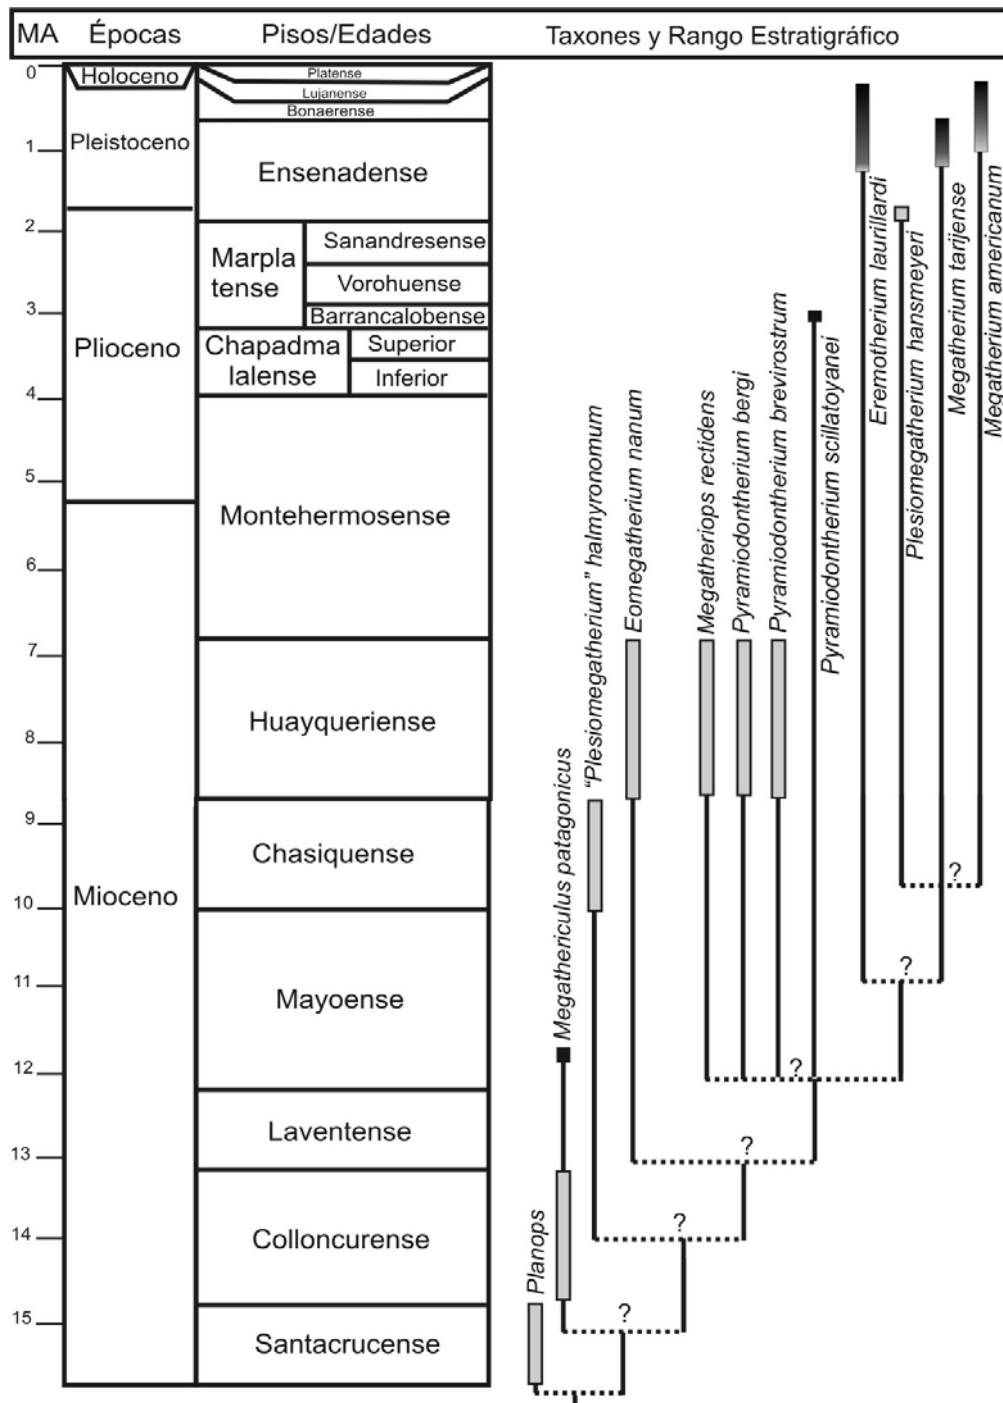 MA Épocas Pisos/Edades Taxones y Rango Estratigráfico
0
1
2
3
4
5
6
7
8
9
10
11
12
13
14
15
Holoceno
Pleistoceno
Plioceno
Mioceno
Platense
Lujanense
Bonaerense
Ensenadense
Marpla
tense
Sanandresense
Vorohuense
Barrancalobense
Chapadma
lalense
Superior
Inferior
Montehermosense
Huayqueriense
Chasiquense
Mayoense
Laventense
Colloncurense
Santacrucense
Planops
Megathericulus patagonicus
"Plesiomegatherium" halmyronomum
Eomegatherium nanum
Megatheriops rectidens
Pyramiodontherium bergi
Pyramiodontherium brevirostrum
Pyramiodontherium scillatoyanei
Eremotherium laurillardi
Plesiomegatherium hansmeyeri
Megatherium tarijense
Megatherium americanum
?
?
?
?
?
?